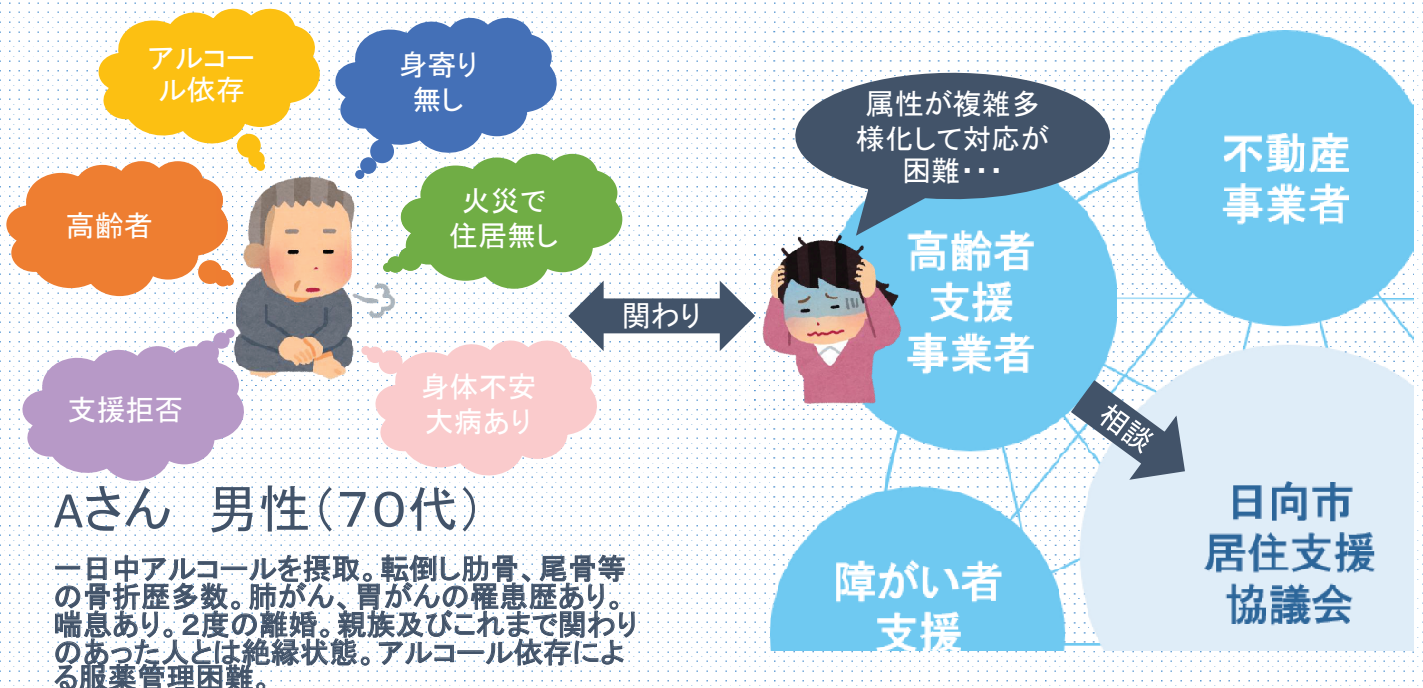 アルコー
ル依存
身寄り
無し
高齢者
火災で
住居無し
支援拒否
身体不安
大病あり
Aさん　男性（70代）
一日中アルコールを摂取。転倒し肋骨、尾骨等
の骨折歴多数。肺がん、胃がんの罹患歴あり。
喘息あり。2度の離婚。親族及びこれまで関わり
のあった人とは絶縁状態。アルコール依存によ
る服薬管理困難。
関わり
属性が複雑多
様化して対応が
困難・・・
高齢者
支援
事業者
不動産
事業者
相談
障がい者
支援
日向市
居住支援
協議会